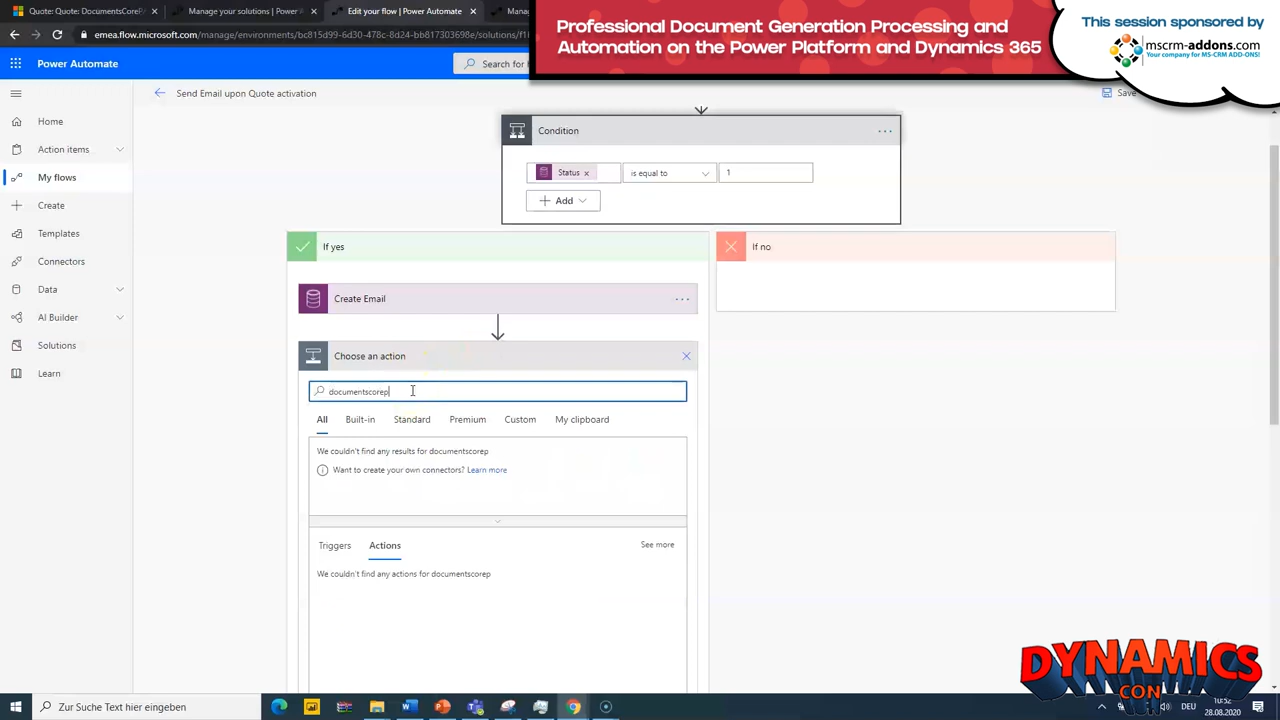 Quote: Quote: DocumentsCoreP
Manage your solutions | Power
Edit your flow | Power Automate
emea.flow.microsoft.com/manage/environments/bc815d99-6d30-478c-8d24-bb817303698e/solutions/f1
Professional Document Generation Processing and
Automation on the Power Platform and Dynamics 365
This session sponsored by
mscrm-addons.com
Your company for MS-CRM ADD-ONS!
Power Automate
Search for
Send Email upon Quote activation
Save
Home
Action items
My flows
Create
Templates
Connectors
Data
AI Builder
Solutions
Learn
Condition
Status x
is equal to
1
Add
If yes
If no
Create Email
Choose an action
documentscorep
All
Built-in
Standard
Premium
Custom
My clipboard
We couldn't find any results for documentscorep
Want to create your own connectors? Learn more
Triggers
Actions
See more
We couldn't find any actions for documentscorep
DYNAMICS
CON
Zur Suche Text hier eingeben
DEU
10:52
28.08.2020